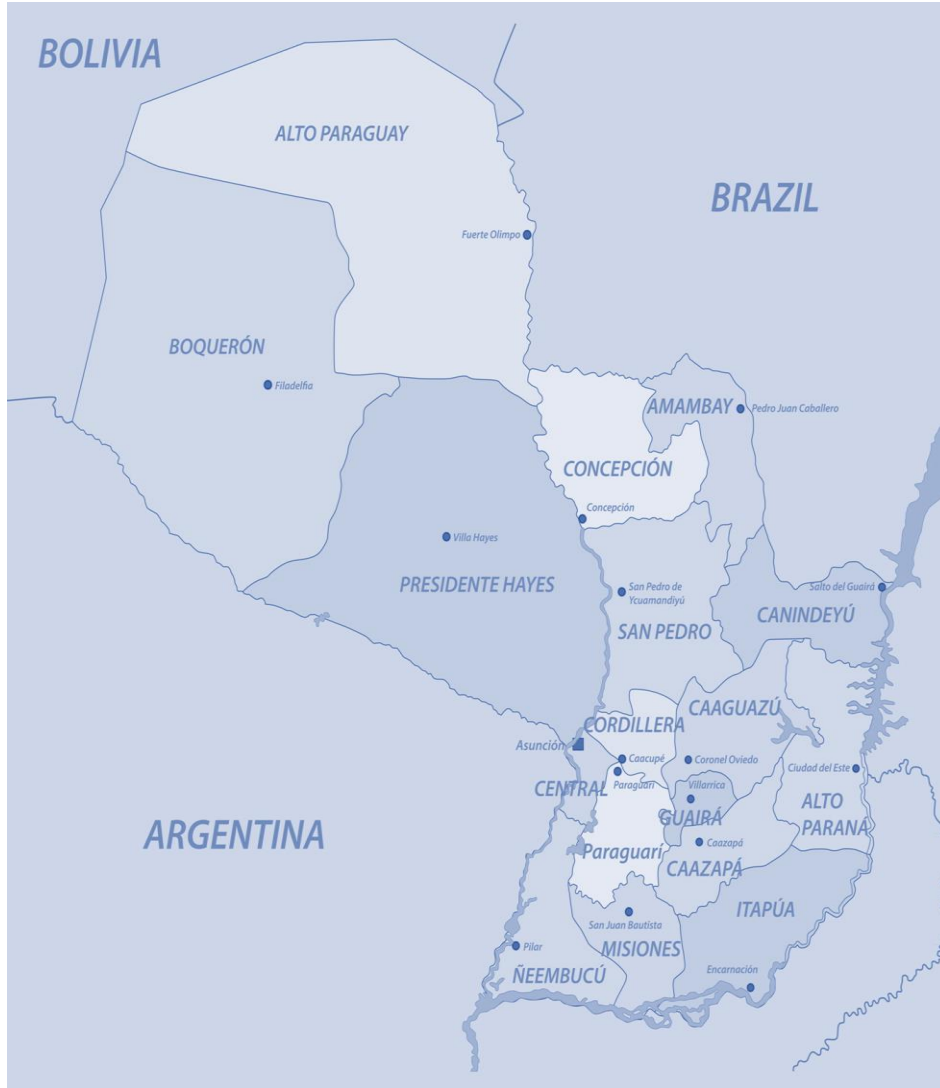 BOLIVIA
ALTO PARAGUAY
BRAZIL
Fuerte Olimpo
BOQUERÓN
Filadelfia
AMAMBAY
Pedro Juan Caballero
CONCEPCIÓN
Concepción
Villa Hayes
PRESIDENTE HAYES
San Pedro de
Ycuamandiyú
Salto del Guairá
CANINDEYÚ
SAN PEDRO
CAAGUAZÚ
CORDILLERA
Asunción
Caacupé
Coronel Oviedo
Ciudad del Este
CENTRAL
Paraguarí
Villarrica
ALTO
PARANÁ
GUAIRÁ
ARGENTINA
Paraguarí
Caazapá
CAAZAPÁ
ITAPÚA
San Juan Bautista
MISIONES
Pilar
ÑEEMBUCÚ
Encarnación